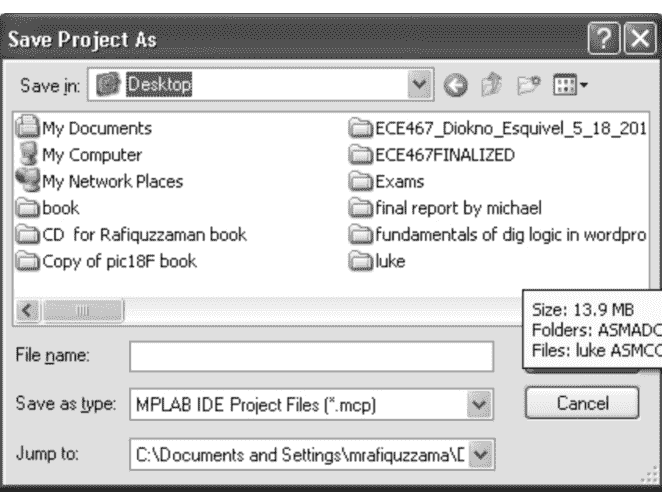 Save Project As
Save in: Desktop
My Documents
My Computer
My Network Places
book
CD for Rafiquzzaman book
Copy of pic18F book
ECE467_Diokno_Esquivel_5_18_201
ECE467FINALIZED
Exams
final report by michael
fundamentals of dig logic in wordpro
luke
Size: 13.9 MB
Folders: ASMADC
Files: luke ASMCC
File name:
Save as type: MPLAB IDE Project Files (*.mcp)
Cancel
Jump to: C:\Documents and Settings\mrafiquzzama\D